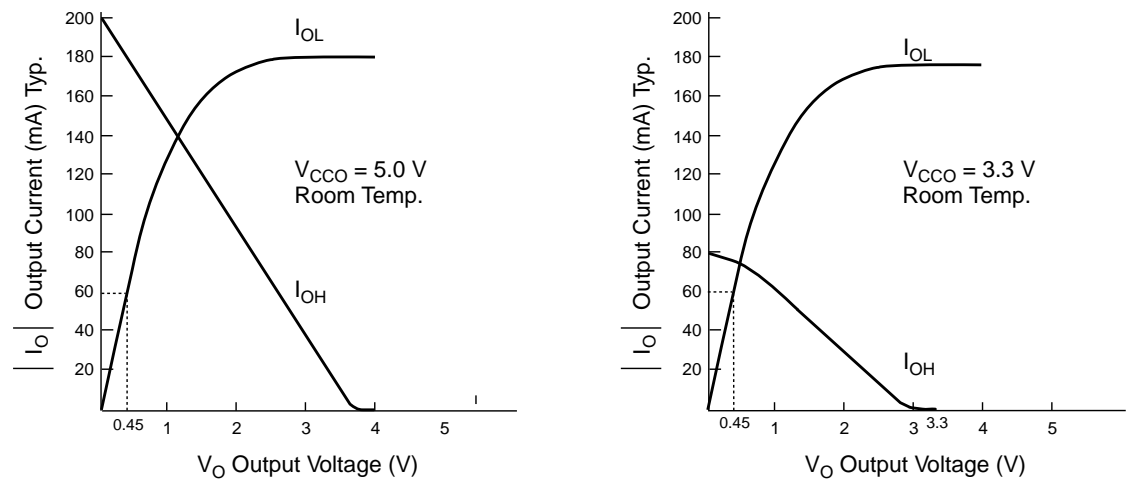 | I_O | Output Current (mA) Typ.
200
180
160
140
120
100
80
60
40
20
I_OL
V_CCO = 5.0 V
Room Temp.
I_OH
0.45
1
2
3
4
5
V_O Output Voltage (V)
| I_O | Output Current (mA) Typ.
200
180
160
140
120
100
80
60
40
20
I_OL
V_CCO = 3.3 V
Room Temp.
I_OH
0.45
1
2
3
3.3
4
5
V_O Output Voltage (V)